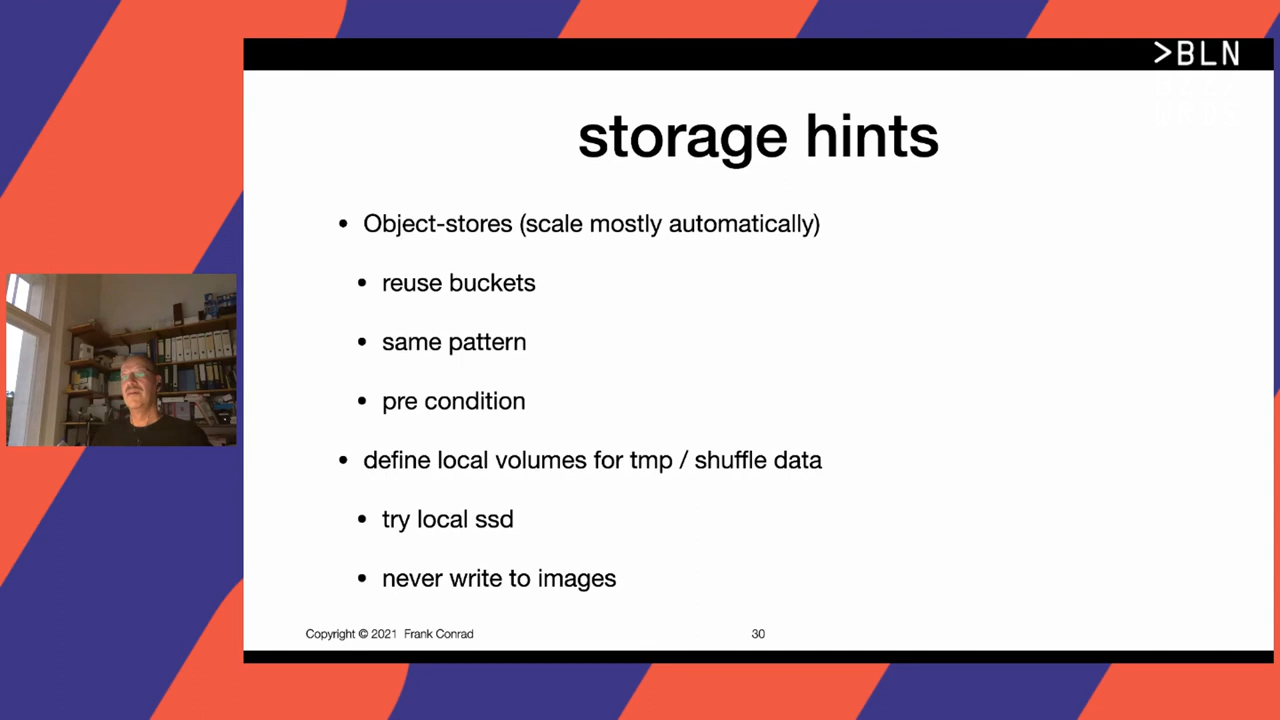 >BLN
storage hints
• Object-stores (scale mostly automatically)
• reuse buckets
• same pattern
• pre condition
• define local volumes for tmp / shuffle data
• try local ssd
• never write to images
Copyright © 2021 Frank Conrad
30